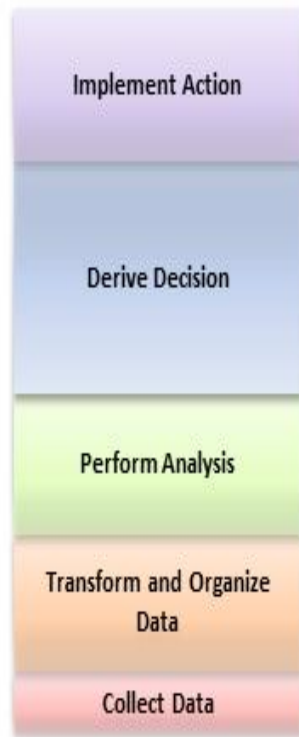 Implement Action
Derive Decision
Perform Analysis
Transform and Organize
Data
Collect Data